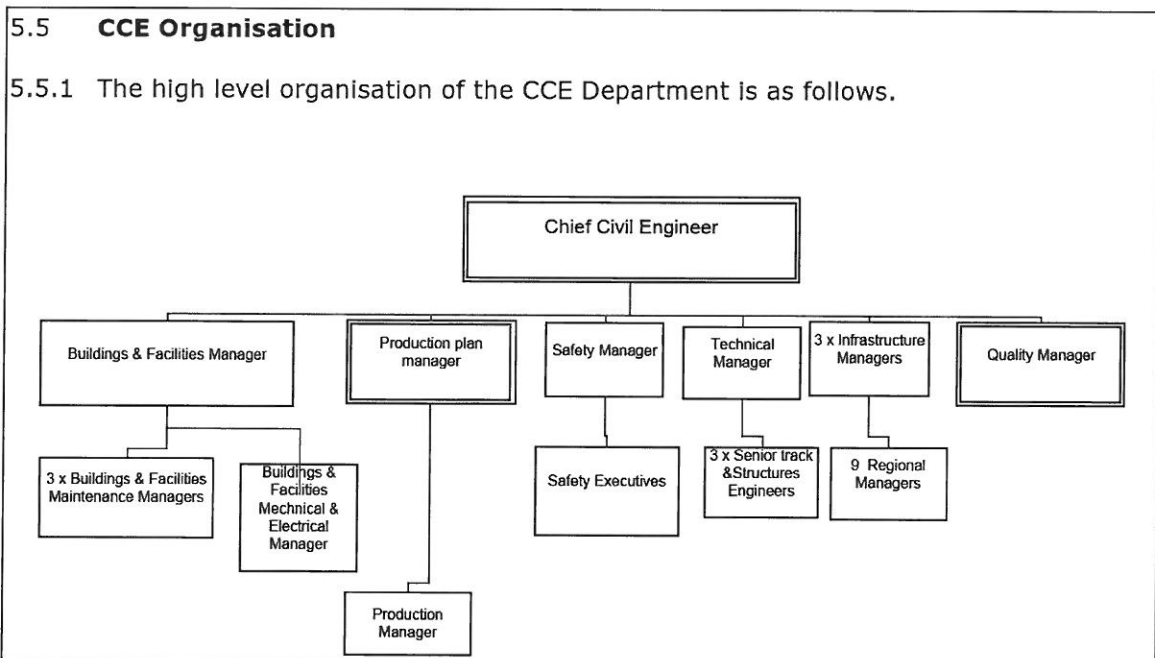 5.5 CCE Organisation
5.5.1 The high level organisation of the CCE Department is as follows.
Chief Civil Engineer
Buildings & Facilities Manager
Production plan
manager
Safety Manager
Technical
Manager
3 x Infrastructure
Managers
Quality Manager
3 x Buildings & Facilities
Maintenance Managers
Buildings &
Facilities
Mechnical &
Electrical
Manager
Safety Executives
3 x Senior track
&Structures
Engineers
9 Regional
Managers
Production
Manager